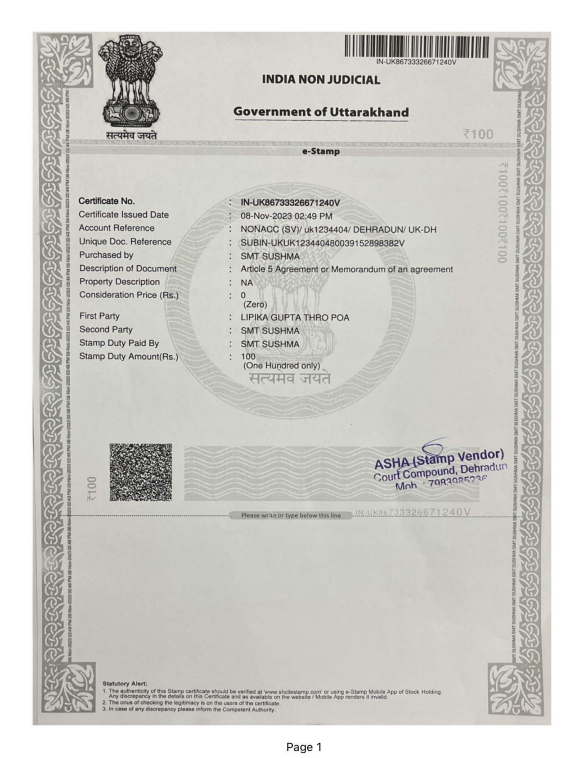 IN-UK86733326671240V
INDIA NON JUDICIAL
Government of Uttarakhand
सत्यमेव जयते
₹100
e-Stamp
Certificate No. : IN-UK86733326671240V
Certificate Issued Date : 08-Nov-2023 02:49 PM
Account Reference : NONACC (SV)/ uk1234404/ DEHRADUN/ UK-DH
Unique Doc. Reference : SUBIN-UKUK123440480039152898382V
Purchased by : SMT SUSHMA
Description of Document : Article 5 Agreement or Memorandum of an agreement
Property Description : NA
Consideration Price (Rs.) : 0
(Zero)
First Party : LIPIKA GUPTA THRO POA
Second Party : SMT SUSHMA
Stamp Duty Paid By : SMT SUSHMA
Stamp Duty Amount(Rs.) : 100
(One Hundred only)
सत्यमेव जयते
₹100
ASHA (Stamp Vendor)
Court Compound, Dehradun
Mob. :
Please write or type below this line
IN-UK86733326671240V
Statutory Alert:
1. The authenticity of this Stamp certificate should be verified at 'www.shcilestamp.com' or using e-Stamp Mobile App of Stock Holding.
Any discrepancy in the details on this Certificate and as available on the website / Mobile App renders it invalid.
2. The onus of checking the legitimacy is on the users of the certificate.
3. In case of any discrepancy please inform the Competent Authority.
Page 1